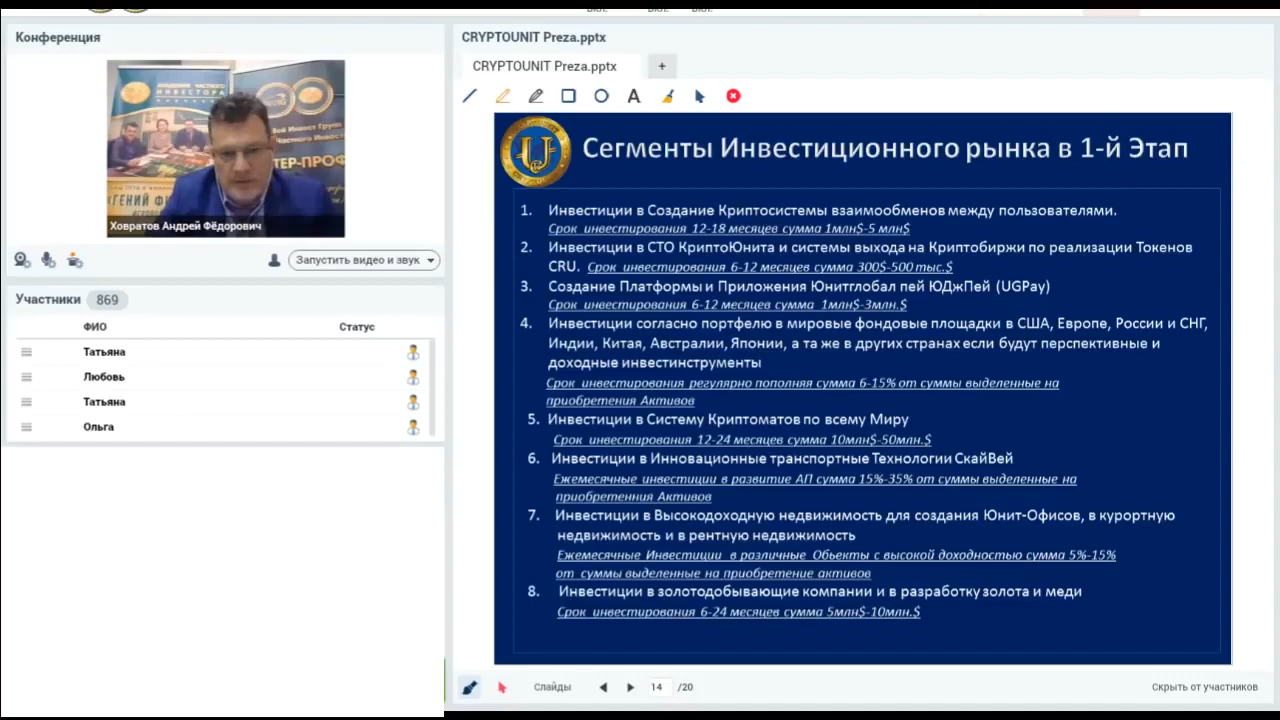 вкл. вкл. вкл.
Конференция
АКАДЕМИЯ ЧАСТНОГО
ИНВЕСТОРА
Ховратов Андрей Фёдорович
Запустить видео и звук
Участники 869
ФИО Статус
Татьяна
Любовь
Татьяна
Ольга
CRYPTOUNIT Preza.pptx
CRYPTOUNIT Preza.pptx +
A
Сегменты Инвестиционного рынка в 1-й Этап
1. Инвестиции в Создание Криптосистемы взаимообменов между пользователями.
Срок инвестирования 12-18 месяцев сумма 1млн$-5 млн$
2. Инвестиции в СТО КриптоЮнита и системы выхода на Криптобиржи по реализации Токенов
CRU. Срок инвестирования 6-12 месяцев сумма 300$-500 тыс.$
3. Создание Платформы и Приложения Юнитглобал пей ЮДжПей (UGPay)
Срок инвестирования 6-12 месяцев сумма 1млн$-3млн.$
4. Инвестиции согласно портфелю в мировые фондовые площадки в США, Европе, России и СНГ,
Индии, Китая, Австралии, Японии, а та же в других странах если будут перспективные и
доходные инвестинструменты
Срок инвестирования регулярно пополняя сумма 6-15% от суммы выделенные на
приобретения Активов
5. Инвестиции в Систему Криптоматов по всему Миру
Срок инвестирования 12-24 месяцев сумма 10млн$-50млн.$
6. Инвестиции в Инновационные транспортные Технологии СкайВей
Ежемесячные инвестиции в развитие АП сумма 15%-35% от суммы выделенные на
приобретенния Активов
7. Инвестиции в Высокодоходную недвижимость для создания Юнит-Офисов, в курортную
недвижимость и в рентную недвижимость
Ежемесячные Инвестиции в различные Объекты с высокой доходностью сумма 5%-15%
от суммы выделенные на приобретение активов
8. Инвестиции в золотодобывающие компании и в разработку золота и меди
Срок инвестирования 6-24 месяцев сумма 5млн$-10млн.$
Слайды 14 /20 Скрыть от участников